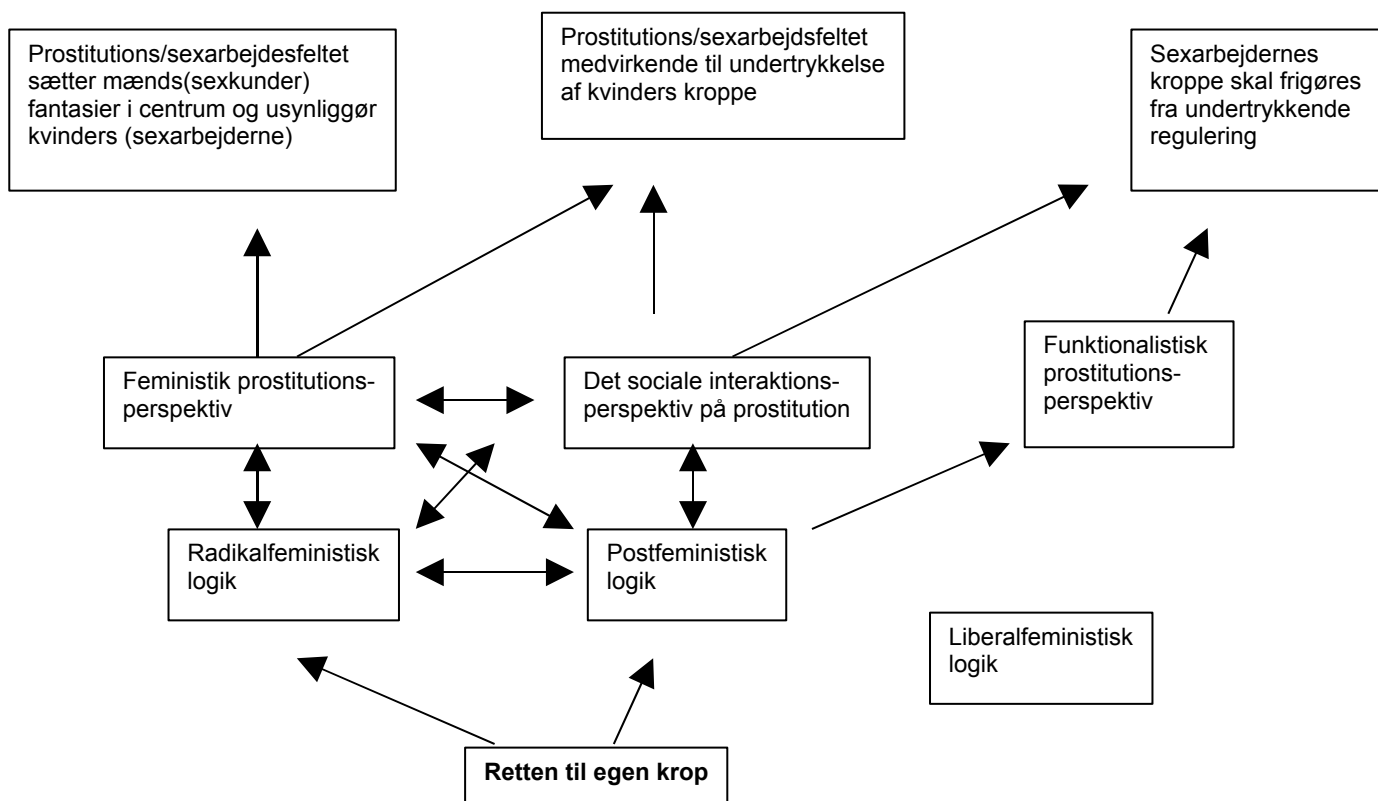 Prostitutions/sexarbejdesfeltet
sætter mænds(sexkunder)
fantasier i centrum og usynliggør
kvinders (sexarbejderne)
Prostitutions/sexarbejdsfeltet
medvirkende til undertrykkelse
af kvinders kroppe
Sexarbejdernes
kroppe skal frigøres
fra undertrykkende
regulering
Feministik prostitutions-
perspektiv
Det sociale interaktions-
perspektiv på prostitution
Funktionalistisk
prostitutions-
perspektiv
Radikalfeministisk
logik
Postfeministisk
logik
Liberalfeministisk
logik
Retten til egen krop